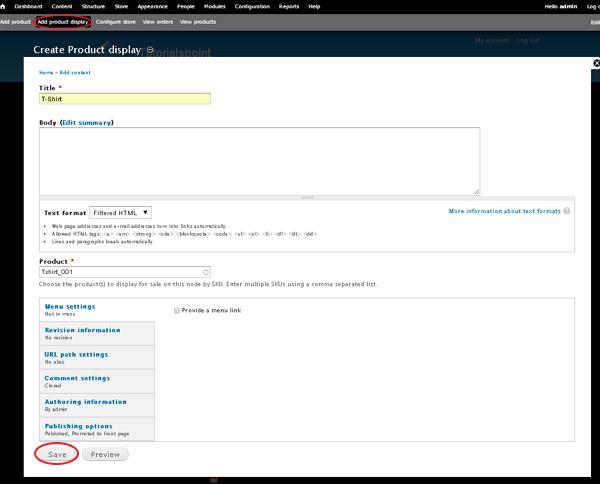 Dashboard Content Structure Store Appearance People Modules Configuration Reports Help Hello admin Log o
Add product Add product display Configure store View orders View products Edit
My account Log out
Create Product display
Tutorialspoint
Home » Add content
Title *
T-Shirt
Body (Edit summary)
Text format Filtered HTML
More information about text formats ?
Web page addresses and e-mail addresses turn into links automatically.
Allowed HTML tags: <a> <em> <strong> <cite> <blockquote> <code> <ul> <ol> <li> <dl> <dt> <dd>
Lines and paragraphs break automatically.
Product *
Tshirt_001
Choose the product(s) to display for sale on this node by SKU. Enter multiple SKUs using a comma separated list.
Menu settings
Not in menu
Provide a menu link
Revision information
No revision
URL path settings
No alias
Comment settings
Closed
Authoring information
By admin
Publishing options
Published, Promoted to front page
Save Preview